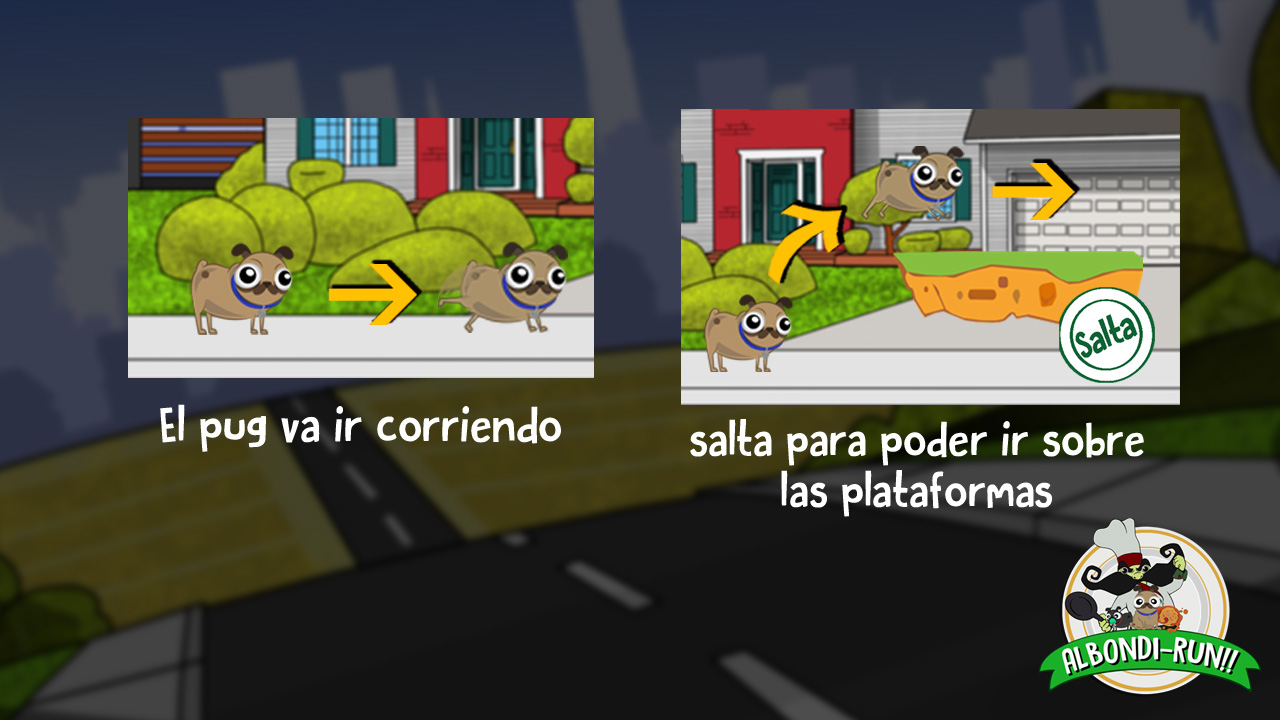 Salta
El pug va ir corriendo
salta para poder ir sobre
las plataformas
ALBONDI-RUN!!